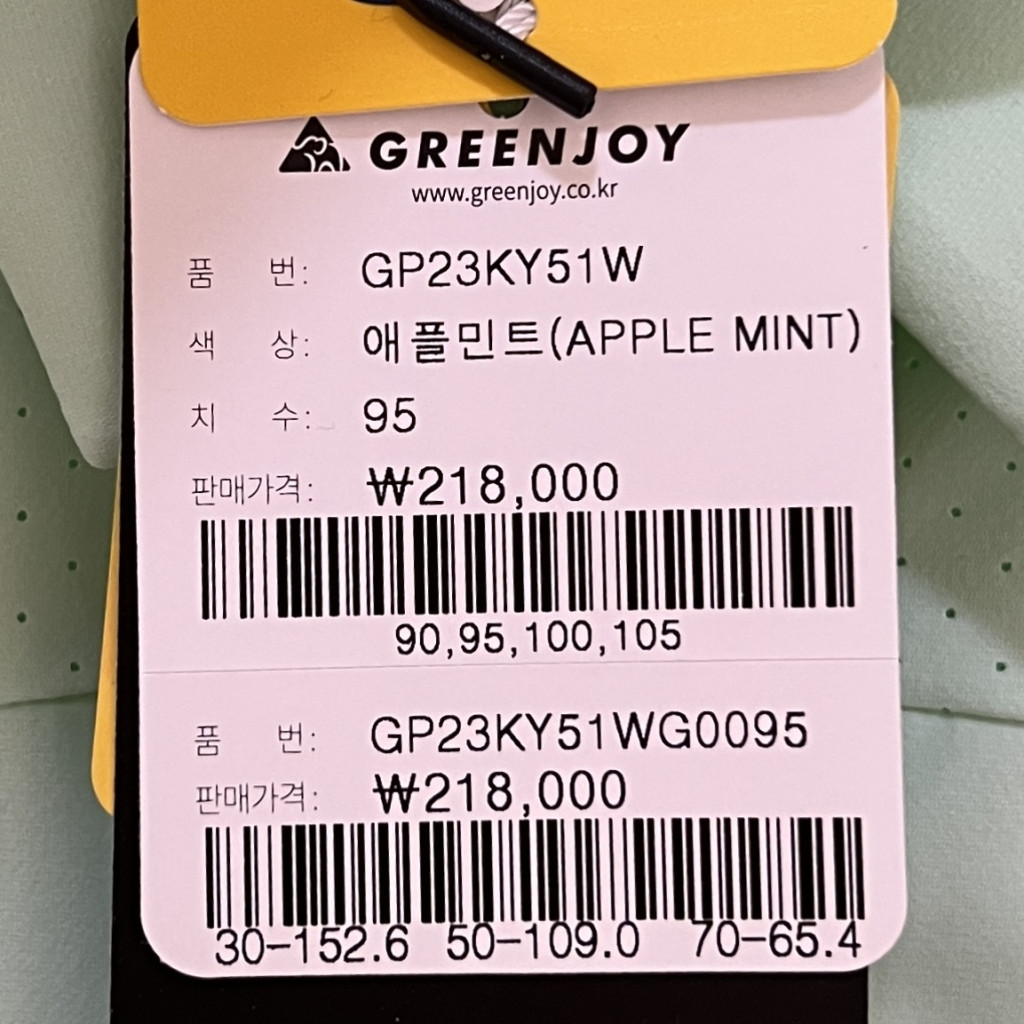 GREENJOY
www.greenjoy.co.kr
품 번: GP23KY51W
색 상: 애플민트(APPLE MINT)
치 수: 95
판매가격: ₩218,000
90,95,100,105
품 번: GP23KY51WG0095
판매가격: ₩218,000
30-152.6 50-109.0 70-65.4